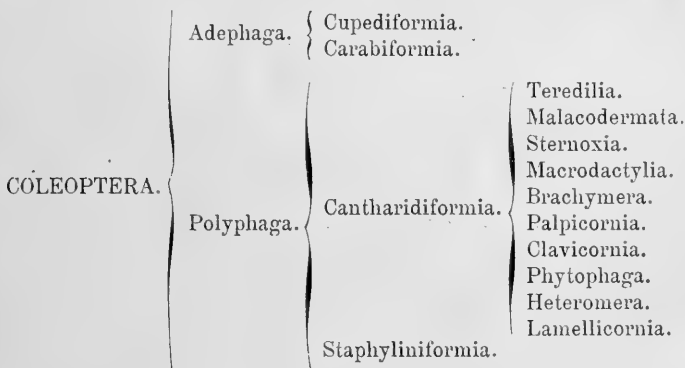 Adephaga. { Cupediformia.
Carabiformia.
COLEOPTERA.
Polyphaga.
Cantharidiformia.
Teredilia.
Malacodermata.
Sternoxia.
Macrodactylia.
Brachymera.
Palpicornia.
Clavicornia.
Phytophaga.
Heteromera.
Lamellicornia.
Staphyliniformia.